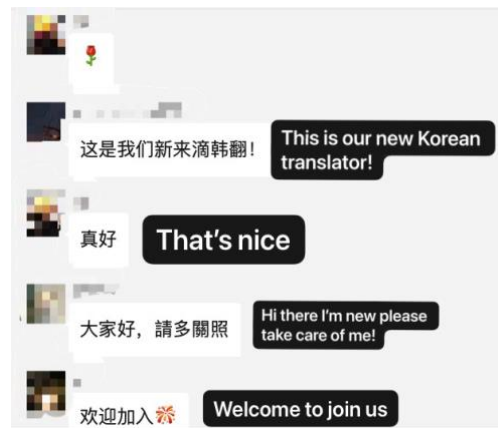 🌹
这是我们新来滴韩翻！
This is our new Korean
translator!
真好
That's nice
大家好，請多關照
Hi there I'm new please
take care of me!
欢迎加入🎊
Welcome to join us